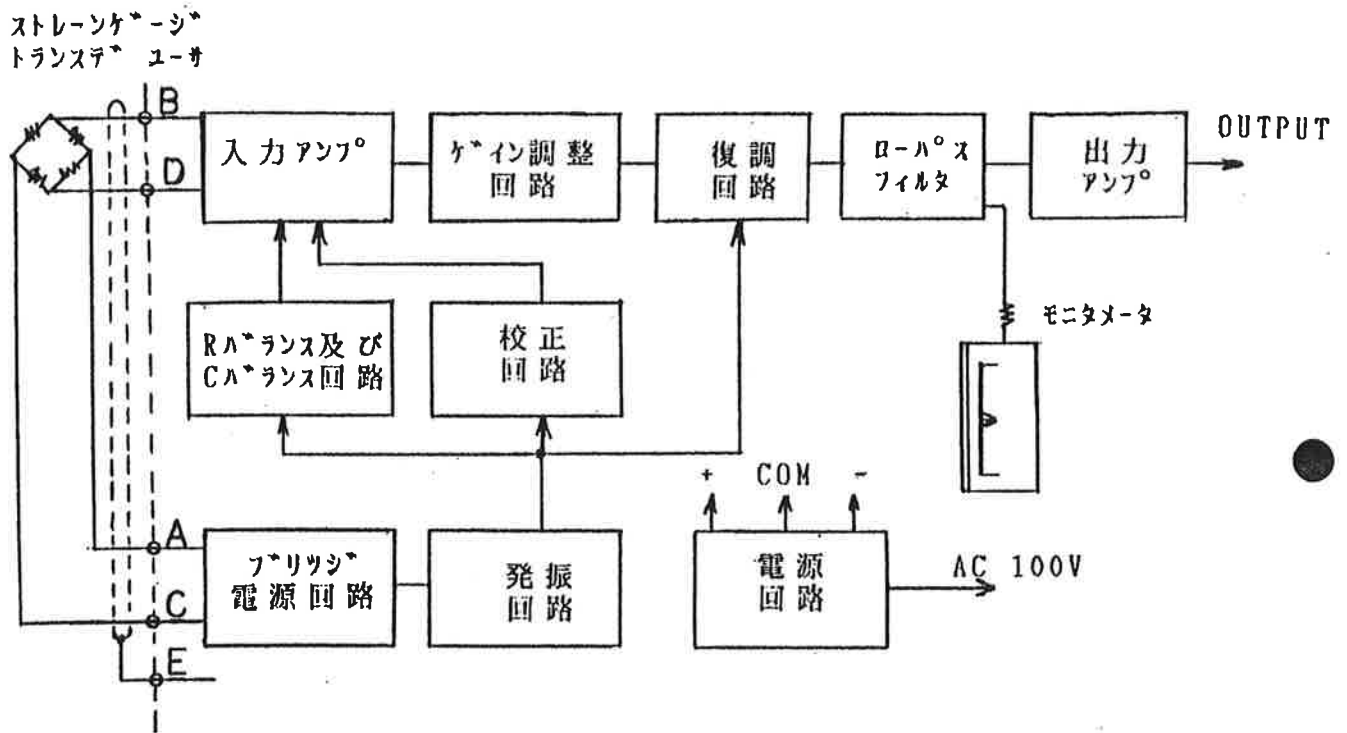 ストレーンゲージ
トランスデューサ
B
D
入力アンプ
ゲイン調整
回路
復調
回路
ローパス
フィルタ
出力
アンプ
OUTPUT
Rバランス及び
Cバランス回路
校正
回路
モニタメータ
A
C
E
ブリッジ
電源回路
発振
回路
+ COM -
電源
回路
AC 100V